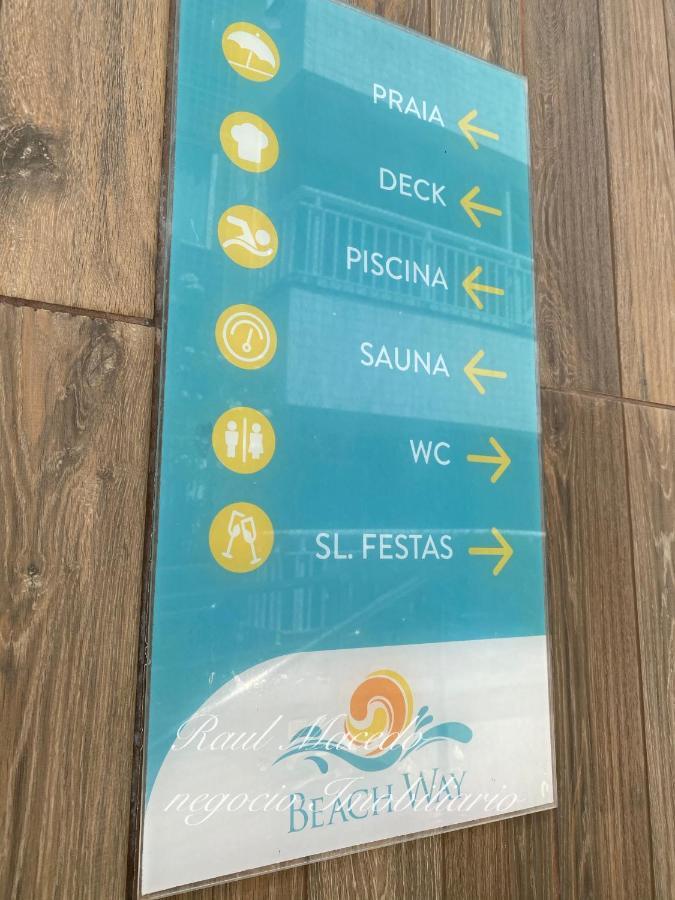 PRAIA
DECK
PISCINA
SAUNA
WC
SL. FESTAS
Raul Macedo
negocio Imobiliario
BEACH WAY